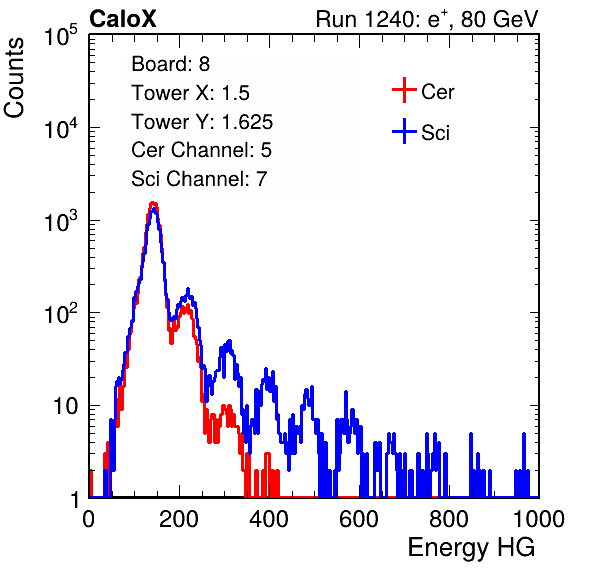 CaloX Run 1240: e⁺, 80 GeV
Counts
10⁵
10⁴
10³
10²
10
1
Board: 8
Tower X: 1.5
Tower Y: 1.625
Cer Channel: 5
Sci Channel: 7
Cer
Sci
0 200 400 600 800 1000
Energy HG